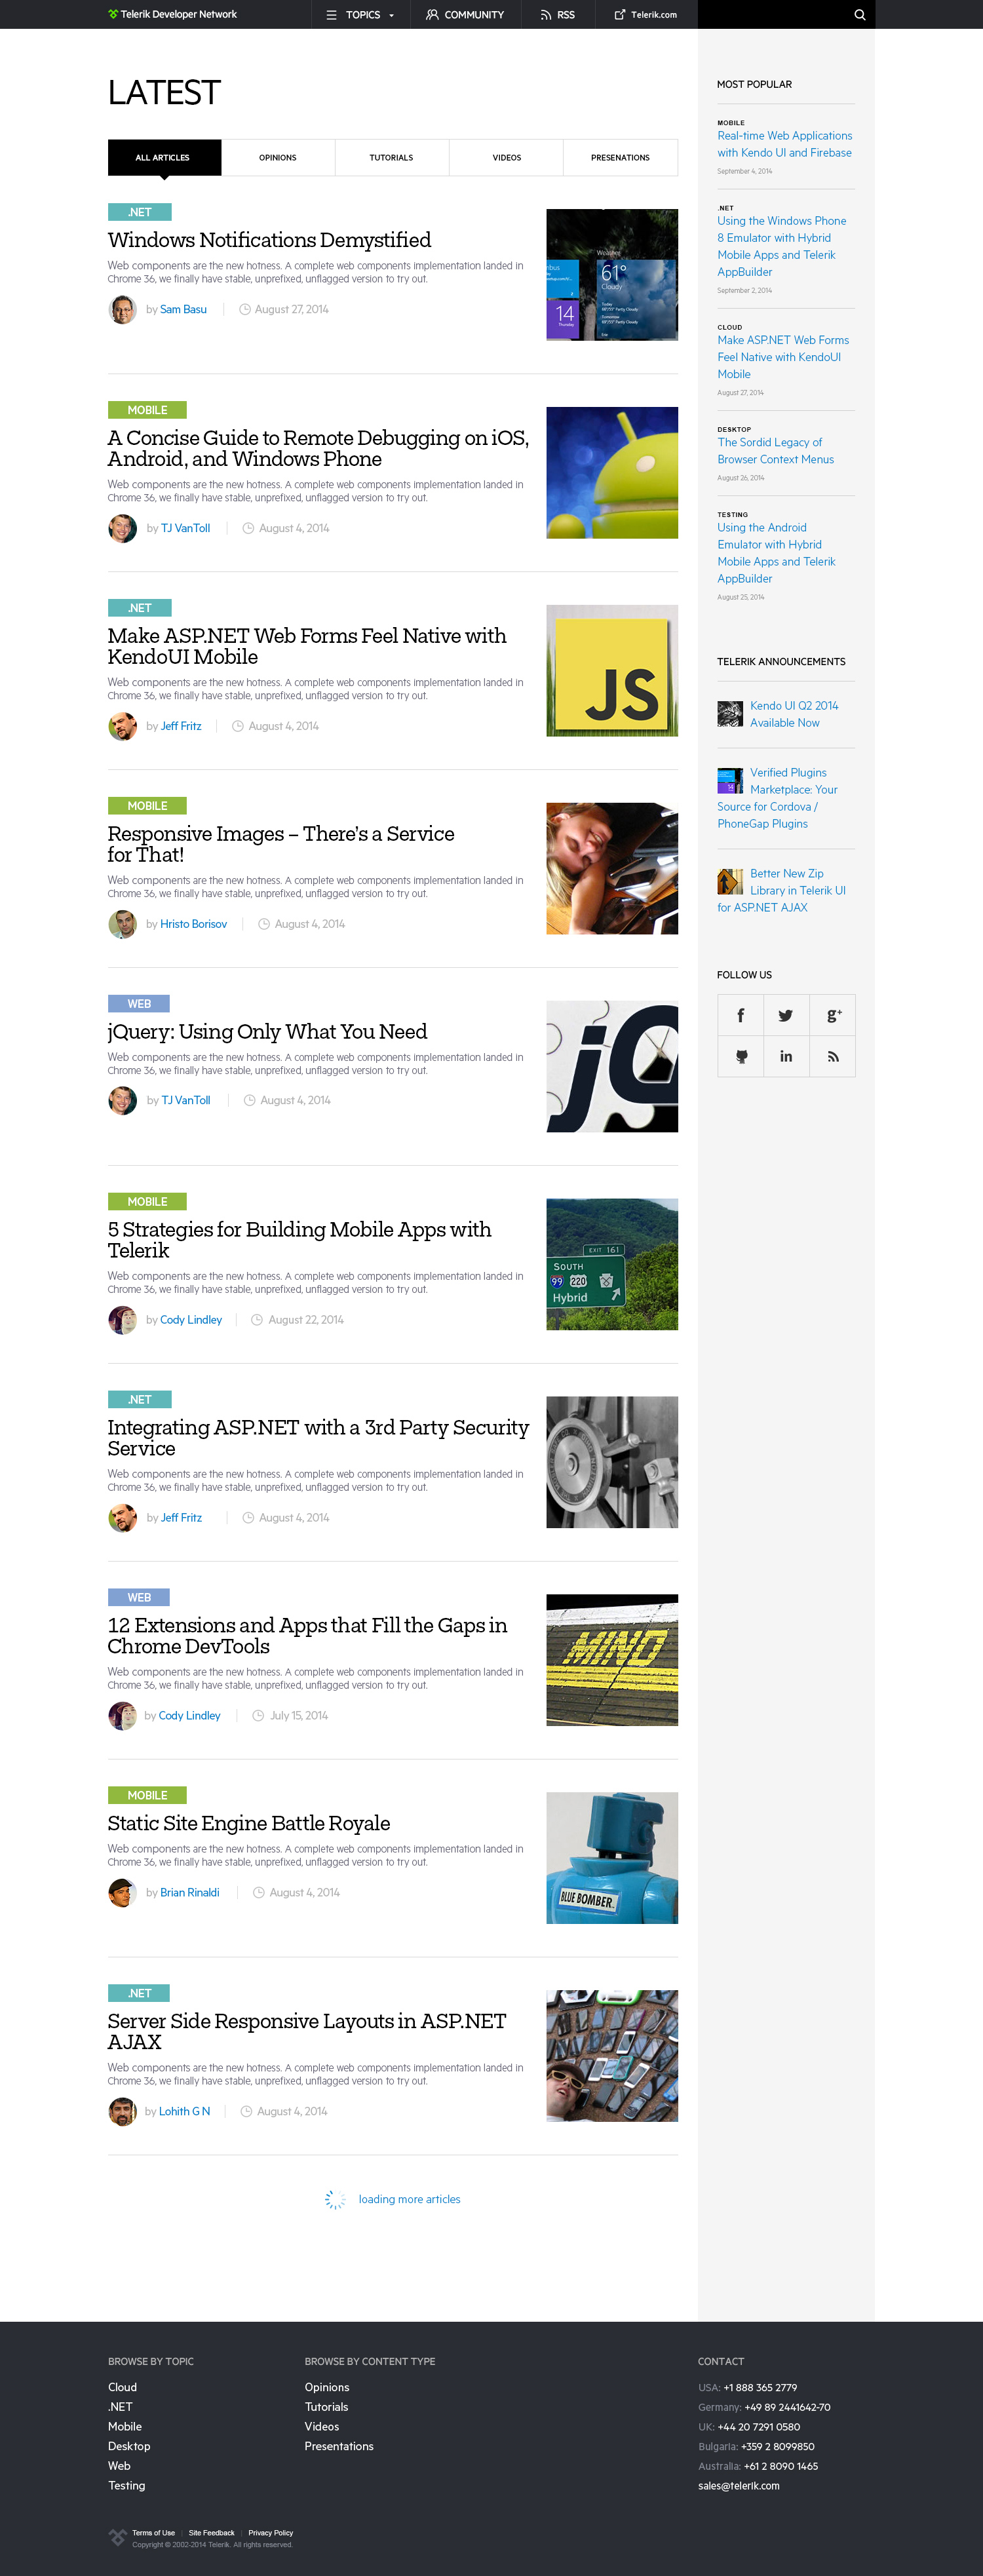 Telerik Developer Network
TOPICS
COMMUNITY
RSS
Telerik.com
LATEST
ALL ARTICLES
OPINIONS
TUTORIALS
VIDEOS
PRESENATIONS
.NET
Windows Notifications Demystified
Web components are the new hotness. A complete web components implementation landed in
Chrome 36, we finally have stable, unprefixed, unflagged version to try out.
by Sam Basu
August 27, 2014
Weather
61°
Cloudy
Today
Tomorrow
14
Thursday
MOBILE
A Concise Guide to Remote Debugging on iOS,
Android, and Windows Phone
Web components are the new hotness. A complete web components implementation landed in
Chrome 36, we finally have stable, unprefixed, unflagged version to try out.
by TJ VanToll
August 4, 2014
.NET
Make ASP.NET Web Forms Feel Native with
KendoUI Mobile
Web components are the new hotness. A complete web components implementation landed in
Chrome 36, we finally have stable, unprefixed, unflagged version to try out.
by Jeff Fritz
August 4, 2014
JS
MOBILE
Responsive Images – There's a Service
for That!
Web components are the new hotness. A complete web components implementation landed in
Chrome 36, we finally have stable, unprefixed, unflagged version to try out.
by Hristo Borisov
August 4, 2014
WEB
jQuery: Using Only What You Need
Web components are the new hotness. A complete web components implementation landed in
Chrome 36, we finally have stable, unprefixed, unflagged version to try out.
by TJ VanToll
August 4, 2014
jQ
MOBILE
5 Strategies for Building Mobile Apps with
Telerik
Web components are the new hotness. A complete web components implementation landed in
Chrome 36, we finally have stable, unprefixed, unflagged version to try out.
by Cody Lindley
August 22, 2014
EXIT 161
SOUTH
99 220
Hybrid
.NET
Integrating ASP.NET with a 3rd Party Security
Service
Web components are the new hotness. A complete web components implementation landed in
Chrome 36, we finally have stable, unprefixed, unflagged version to try out.
by Jeff Fritz
August 4, 2014
WEB
12 Extensions and Apps that Fill the Gaps in
Chrome DevTools
Web components are the new hotness. A complete web components implementation landed in
Chrome 36, we finally have stable, unprefixed, unflagged version to try out.
by Cody Lindley
July 15, 2014
MIND
MOBILE
Static Site Engine Battle Royale
Web components are the new hotness. A complete web components implementation landed in
Chrome 36, we finally have stable, unprefixed, unflagged version to try out.
by Brian Rinaldi
August 4, 2014
BLUE BOMBER
.NET
Server Side Responsive Layouts in ASP.NET
AJAX
Web components are the new hotness. A complete web components implementation landed in
Chrome 36, we finally have stable, unprefixed, unflagged version to try out.
by Lohith G N
August 4, 2014
loading more articles
MOST POPULAR
MOBILE
Real-time Web Applications
with Kendo UI and Firebase
September 4, 2014
.NET
Using the Windows Phone
8 Emulator with Hybrid
Mobile Apps and Telerik
AppBuilder
September 2, 2014
CLOUD
Make ASP.NET Web Forms
Feel Native with KendoUI
Mobile
August 27, 2014
DESKTOP
The Sordid Legacy of
Browser Context Menus
August 26, 2014
TESTING
Using the Android
Emulator with Hybrid
Mobile Apps and Telerik
AppBuilder
August 25, 2014
TELERIK ANNOUNCEMENTS
Kendo UI Q2 2014
Available Now
Verified Plugins
Marketplace: Your
Source for Cordova /
PhoneGap Plugins
Better New Zip
Library in Telerik UI
for ASP.NET AJAX
FOLLOW US
BROWSE BY TOPIC
Cloud
.NET
Mobile
Desktop
Web
Testing
BROWSE BY CONTENT TYPE
Opinions
Tutorials
Videos
Presentations
CONTACT
USA: +1 888 365 2779
Germany: +49 89 2441642-70
UK: +44 20 7291 0580
Bulgaria: +359 2 8099850
Australia: +61 2 8090 1465
sales@telerik.com
Terms of Use
Site Feedback
Privacy Policy
Copyright © 2002-2014 Telerik. All rights reserved.